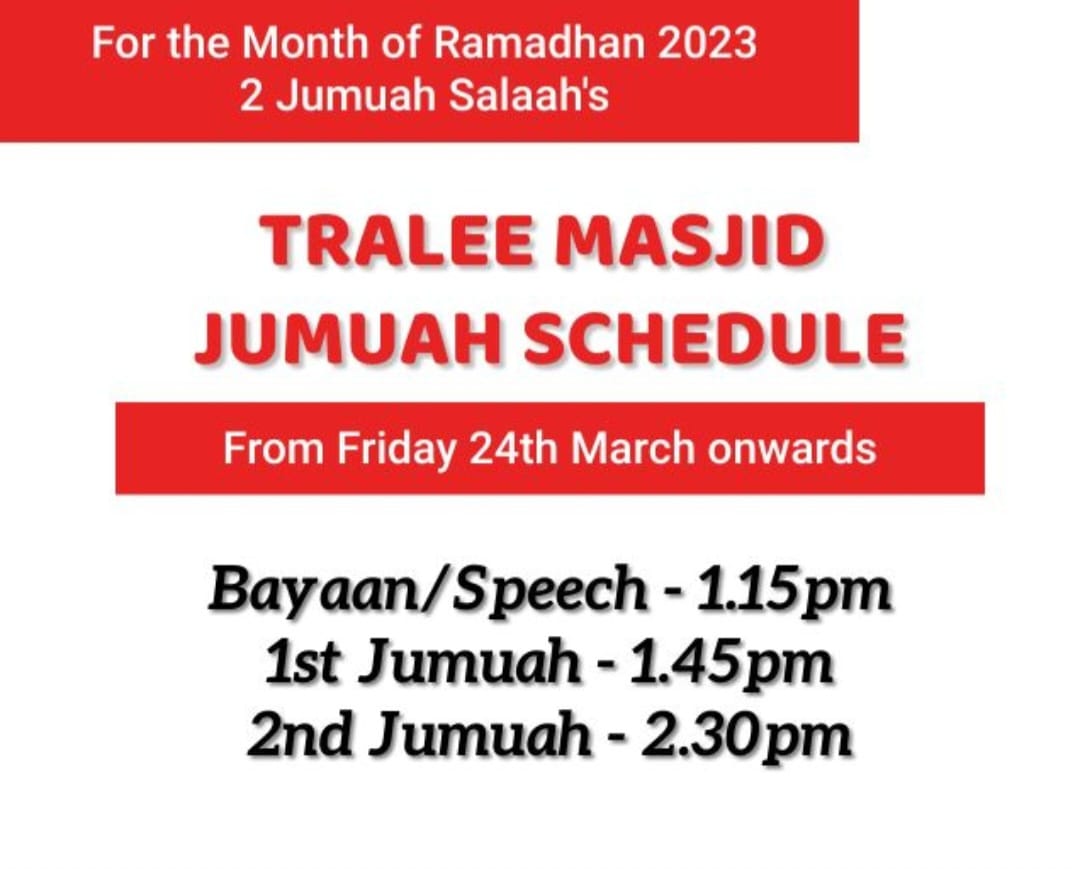 For the Month of Ramadhan 2023
2 Jumuah Salaah's
TRALEE MASJID
JUMUAH SCHEDULE
From Friday 24th March onwards
Bayaan/Speech - 1.15pm
1st Jumuah - 1.45pm
2nd Jumuah - 2.30pm